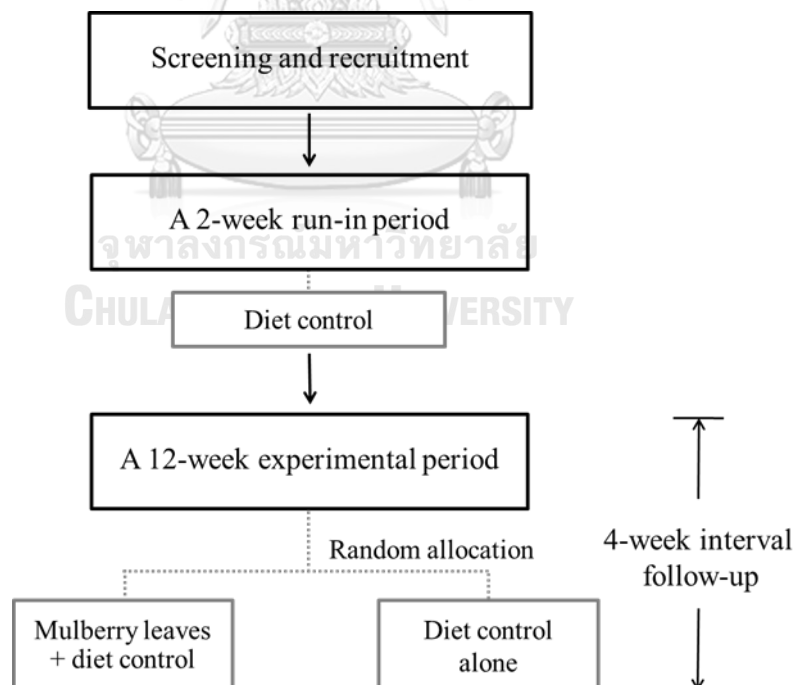 Screening and recruitment
A 2-week run-in period
จุฬาลงกรณ์มหาวิทยาลัย
Diet control
A 12-week experimental period
Random allocation
4-week interval
follow-up
Mulberry leaves
+ diet control
Diet control
alone